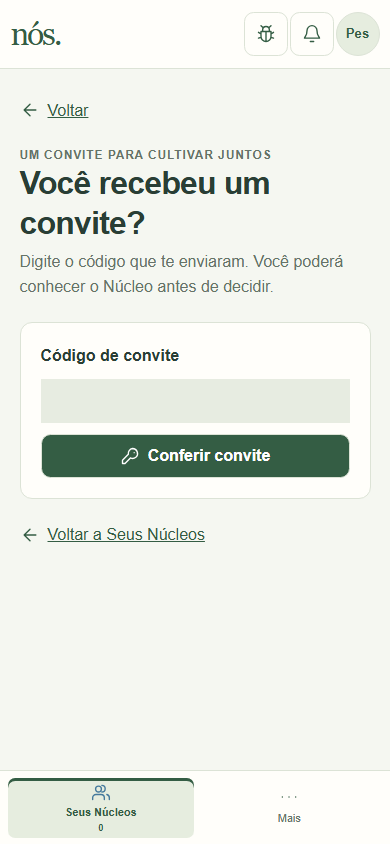 nós.
Pes
Voltar
UM CONVITE PARA CULTIVAR JUNTOS
Você recebeu um
convite?
Digite o código que te enviaram. Você poderá
conhecer o Núcleo antes de decidir.
Código de convite
Conferir convite
Voltar a Seus Núcleos
Seus Núcleos
0
...
Mais